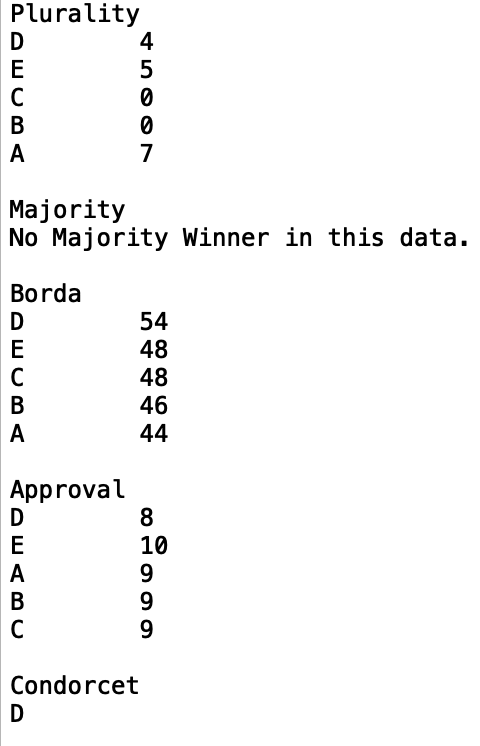 Plurality
D 4
E 5
C 0
B 0
A 7
Majority
No Majority Winner in this data.
Borda
D 54
E 48
C 48
B 46
A 44
Approval
D 8
E 10
A 9
B 9
C 9
Condorcet
D